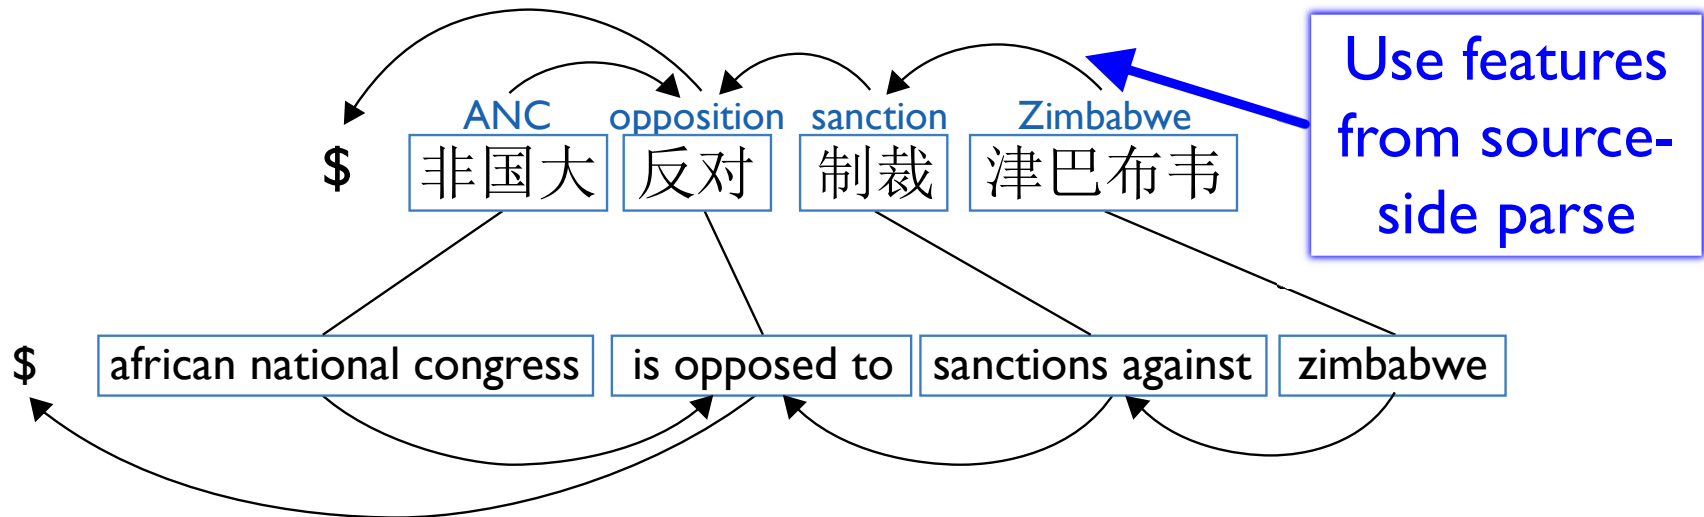 Use features
from source-
side parse
ANC opposition sanction Zimbabwe
$ 非国大 反对 制裁 津巴布韦
$ african national congress is opposed to sanctions against zimbabwe